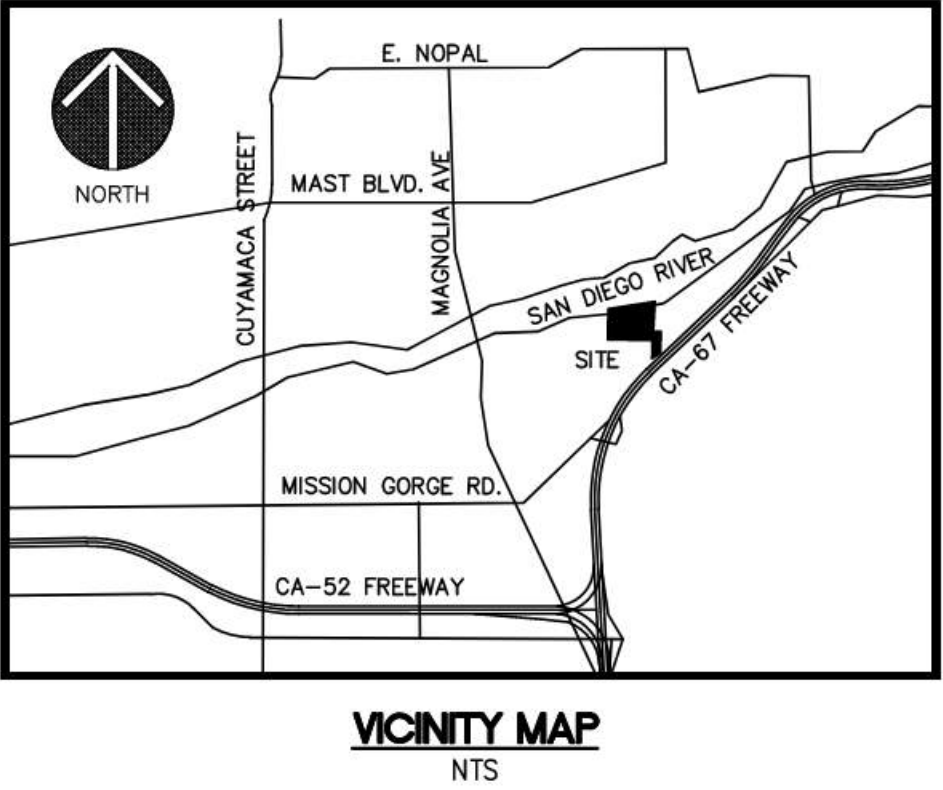 E. NOPAL
NORTH
CUYAMACA STREET
MAST BLVD.
MAGNOLIA AVE
SAN DIEGO RIVER
SITE
CA-67 FREEWAY
MISSION GORGE RD.
CA-52 FREEWAY
VICINITY MAP
NTS